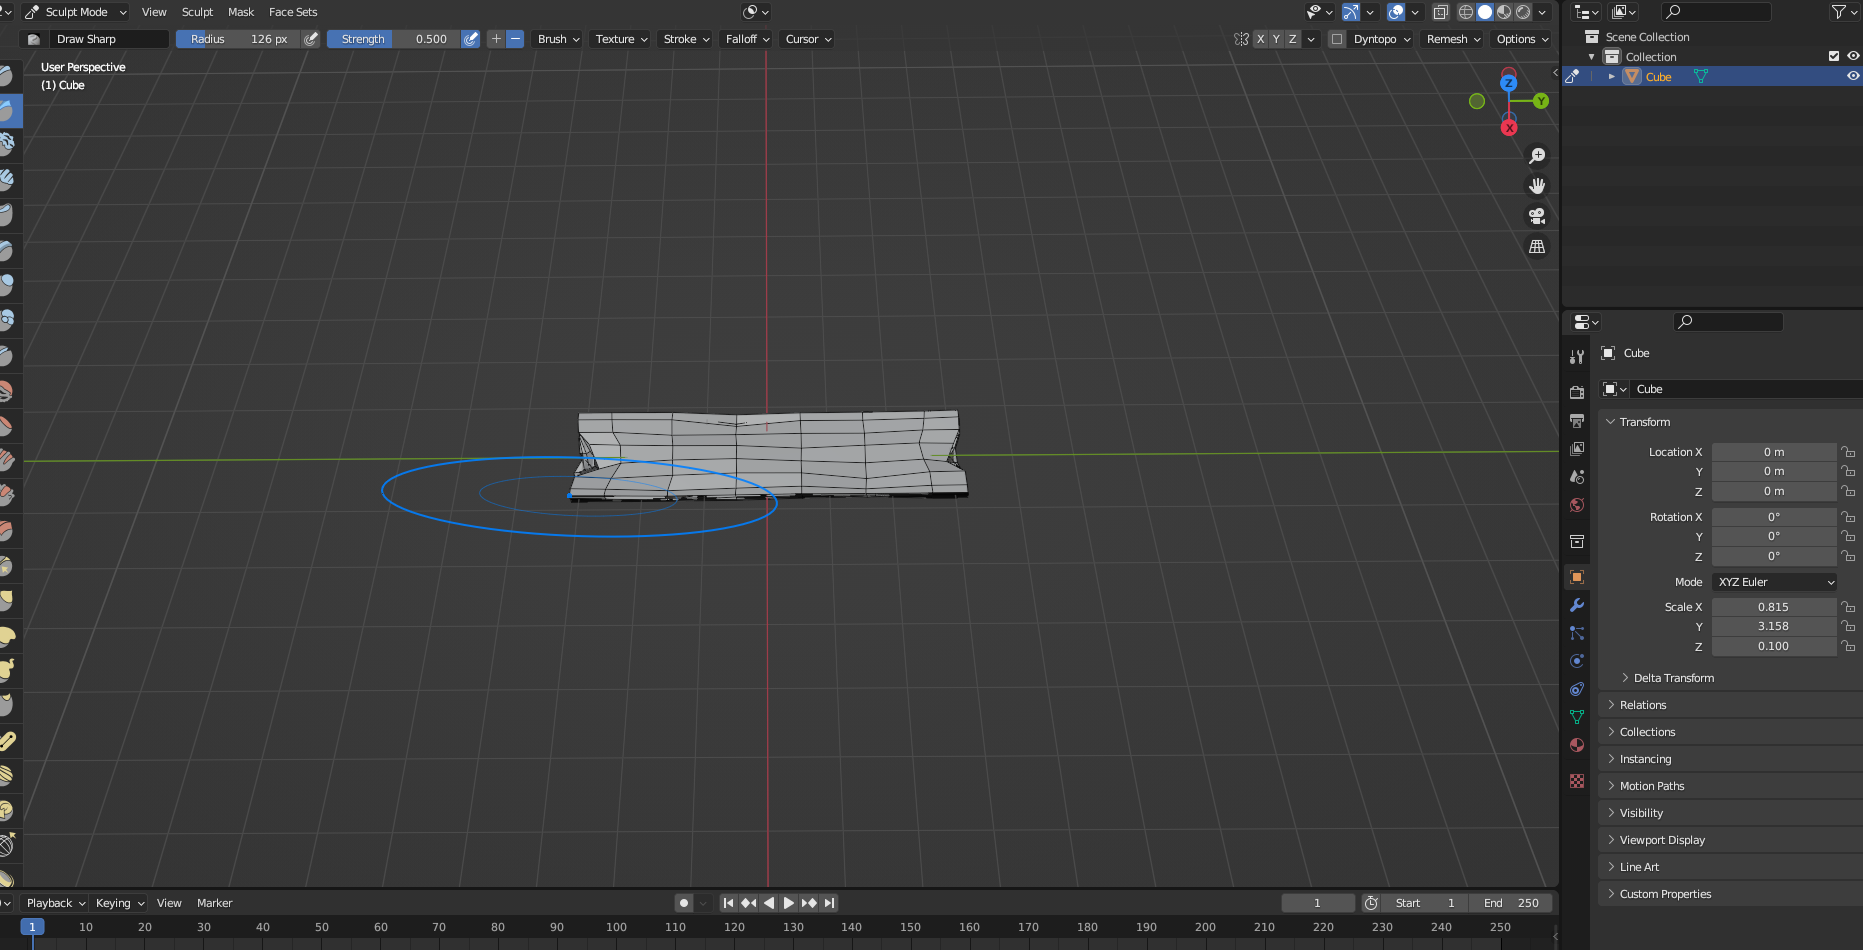 Sculpt Mode View Sculpt Mask Face Sets
Draw Sharp Radius 126 px Strength 0.500 Brush Texture Stroke Falloff Cursor X Y Z Dyntopo Remesh Options
User Perspective
(1) Cube
Z
Y
X
Scene Collection
Collection
Cube
Cube
Cube
Transform
Location X 0 m
Y 0 m
Z 0 m
Rotation X 0°
Y 0°
Z 0°
Mode XYZ Euler
Scale X 0.815
Y 3.158
Z 0.100
Delta Transform
Relations
Collections
Instancing
Motion Paths
Visibility
Viewport Display
Line Art
Custom Properties
Playback Keying View Marker 1 Start 1 End 250
1 10 20 30 40 50 60 70 80 90 100 110 120 130 140 150 160 170 180 190 200 210 220 230 240 250